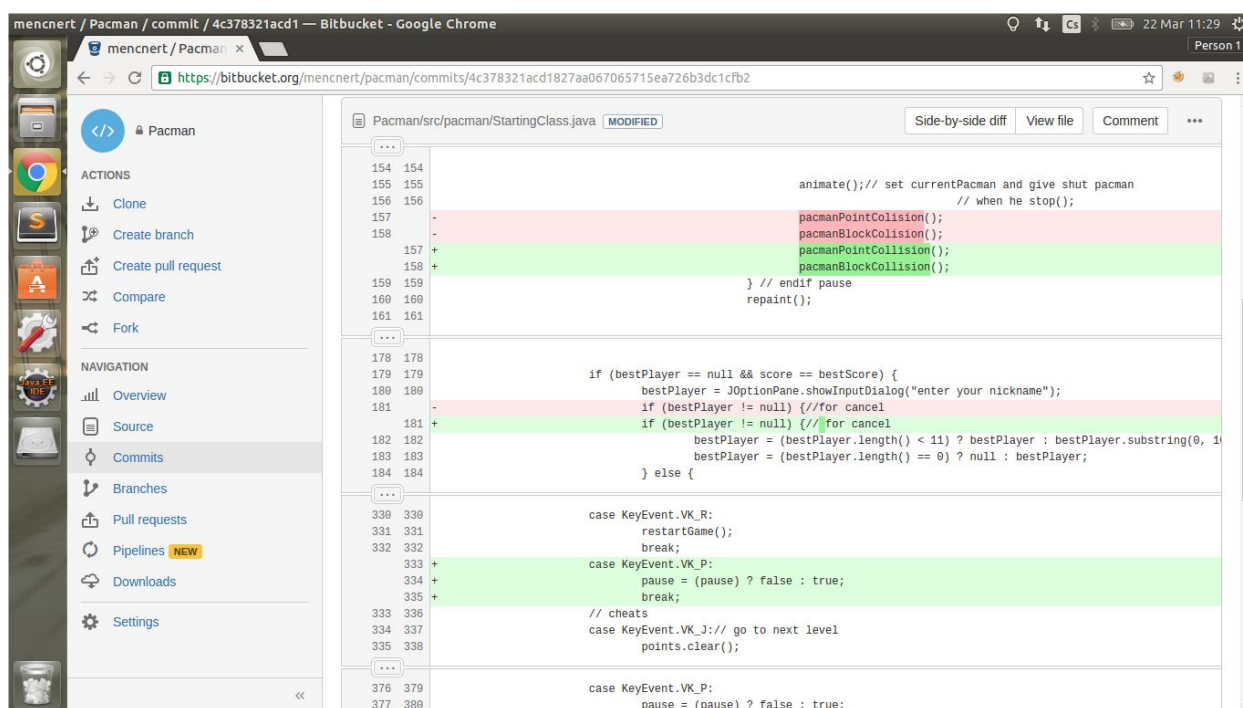 mencnert / Pacman / commit / 4c378321acd1 — Bitbucket - Google Chrome
Cs
22 Mar 11:29
mencnert / Pacman ×
Person 1
https://bitbucket.org/mencnert/pacman/commits/4c378321acd1827aa067065715ea726b3dc1cfb2
</> Pacman
ACTIONS
Clone
Create branch
Create pull request
Compare
Fork
NAVIGATION
Overview
Source
Commits
Branches
Pull requests
Pipelines NEW
Downloads
Settings
«
Java EE
IDE
Pacman/src/pacman/StartingClass.java MODIFIED Side-by-side diff View file Comment •••
...
154 154
155 155 animate();// set currentPacman and give shut pacman
156 156 // when he stop();
157 - pacmanPointColision();
158 - pacmanBlockColision();
157 + pacmanPointCollision();
158 + pacmanBlockCollision();
159 159 } // endif pause
160 160 repaint();
161 161
...
178 178
179 179 if (bestPlayer == null && score == bestScore) {
180 180 bestPlayer = JOptionPane.showInputDialog("enter your nickname");
181 - if (bestPlayer != null) {//for cancel
181 + if (bestPlayer != null) {// for cancel
182 182 bestPlayer = (bestPlayer.length() < 11) ? bestPlayer : bestPlayer.substring(0, 1
183 183 bestPlayer = (bestPlayer.length() == 0) ? null : bestPlayer;
184 184 } else {
...
330 330 case KeyEvent.VK_R:
331 331 restartGame();
332 332 break;
333 + case KeyEvent.VK_P:
334 + pause = (pause) ? false : true;
335 + break;
333 336 // cheats
334 337 case KeyEvent.VK_J:// go to next level
335 338 points.clear();
...
376 379 case KeyEvent.VK_P:
377 380 pause = (pause) ? false : true;